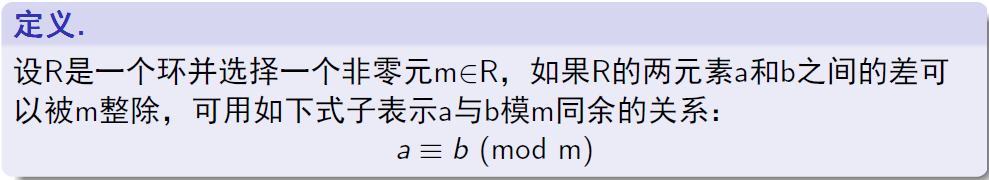 定义.
设R是一个环并选择一个非零元m∈R，如果R的两元素a和b之间的差可
以被m整除，可用如下式子表示a与b模m同余的关系：
a ≡ b (mod m)